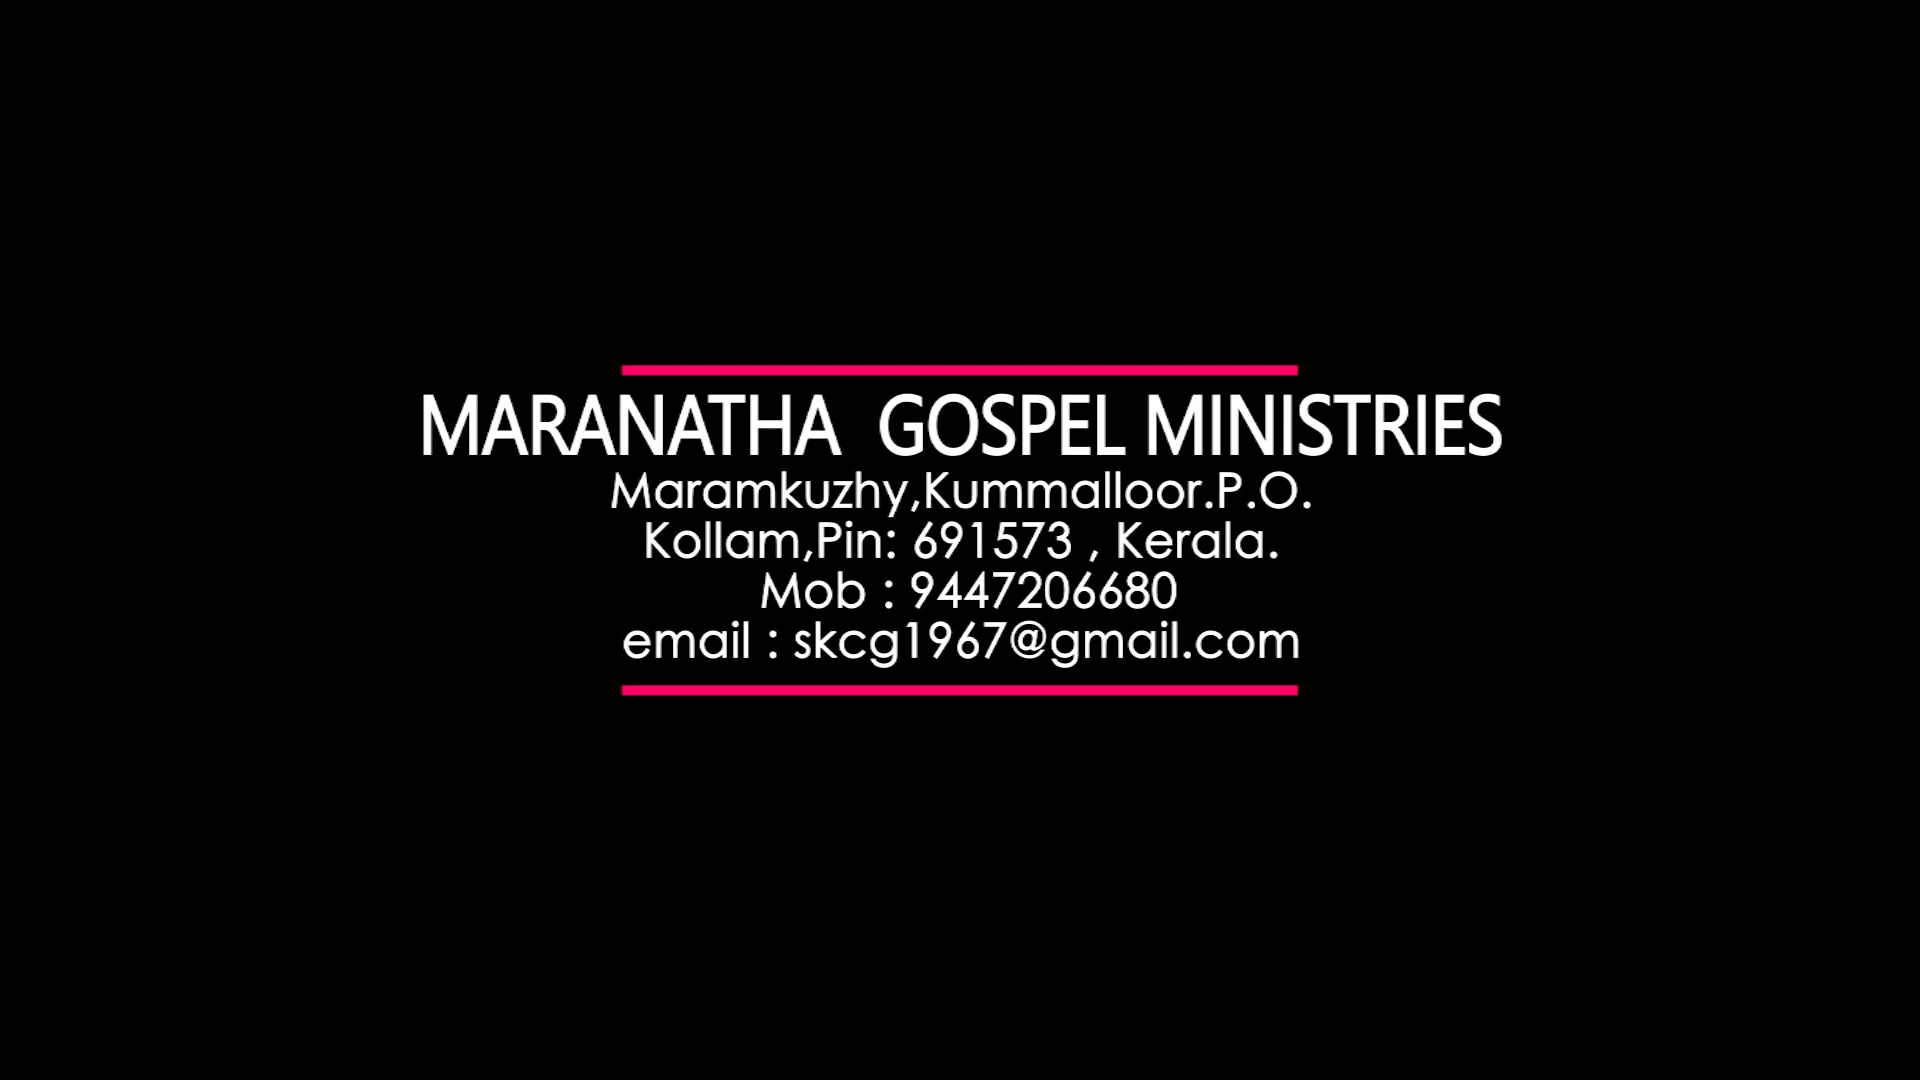 MARANATHA  GOSPEL MINISTRIES
Maramkuzhy,Kummalloor.P.O.
Kollam,Pin: 691573 , Kerala.
Mob : 9447206680
email : skcg1967@gmail.com